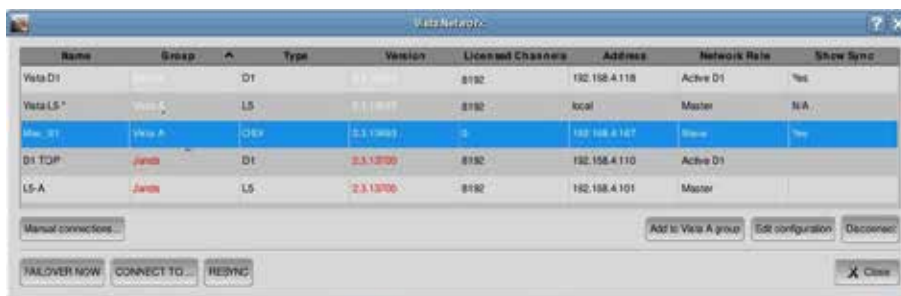 Vista Network
Name Group Type Version Licensed Channels Address Network Role Show Sync
Vista D1 D1 8192 192.168.4.118 Active D1 Yes
Vista L5 * Vista A L5 8192 local Master N/A
Vista A OSX 0 192.168.4.167 Slave Yes
D1 TOP Jands D1 2.3.13700 8192 192.168.4.110 Active D1
L5-A Jands L5 2.3.13700 8192 192.168.4.101 Master
Manual connections... Add to Vista A group Edit configuration Disconnect
FAILOVER NOW CONNECT TO... RESYNC X Close